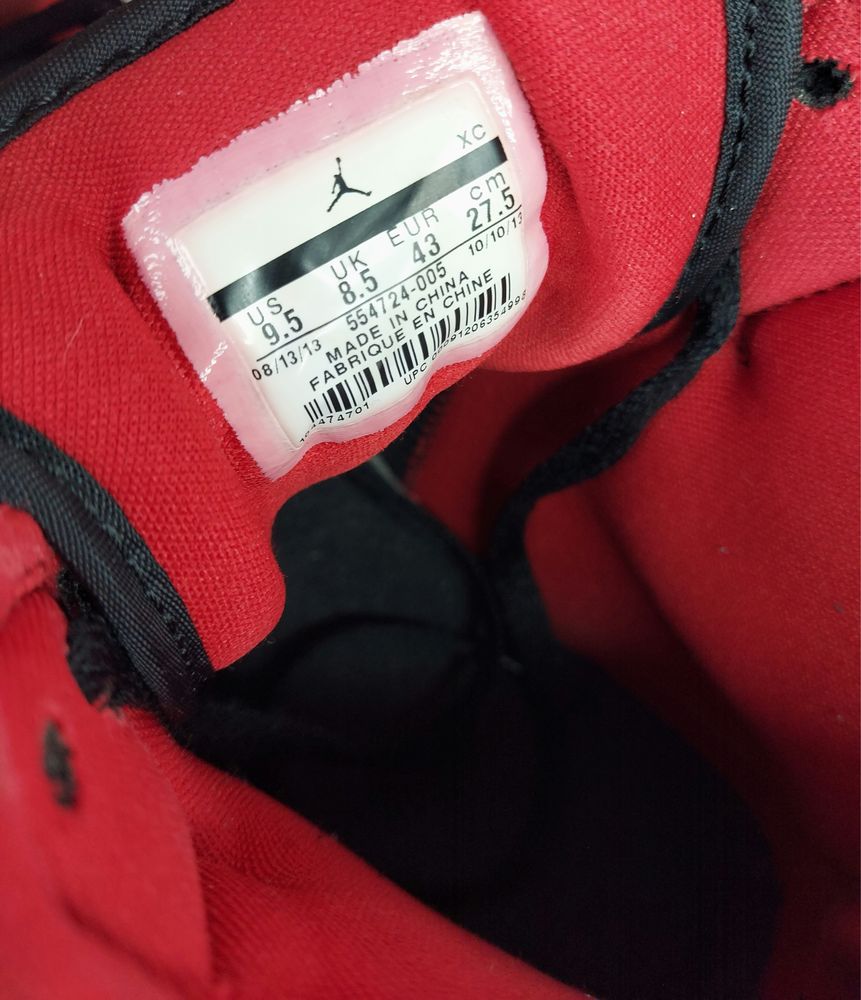 XC
US UK EUR cm
9.5 8.5 43 27.5
08/13/13 554724-005 10/10/13
MADE IN CHINA
FABRIQUE EN CHINE
UPC